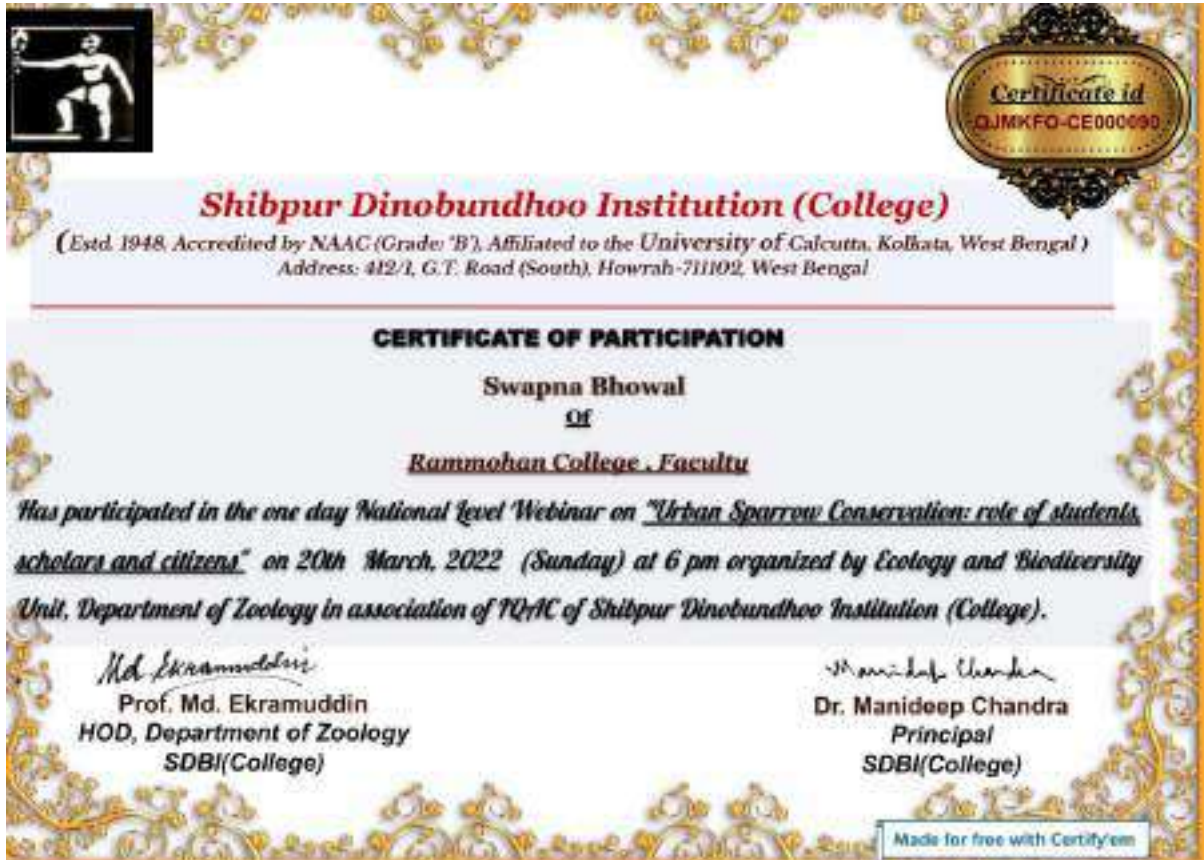 Certificate id
QJMKFO-CE000090
Shibpur Dinobundhoo Institution (College)
(Estd. 1948, Accredited by NAAC (Grade: "B"), Affiliated to the University of Calcutta, Kolkata, West Bengal )
Address: 412/1, G.T. Road (South), Howrah-711102, West Bengal
CERTIFICATE OF PARTICIPATION
Swapna Bhowal
Of
Rammohan College , Faculty
Has participated in the one day National Level Webinar on "Urban Sparrow Conservation: role of students,
scholars and citizens" on 20th March, 2022 (Sunday) at 6 pm organized by Ecology and Biodiversity
Unit, Department of Zoology in association of IQAC of Shibpur Dinobundhoo Institution (College).
Md Ekramuddin
Manideep Chandra
Prof. Md. Ekramuddin
Dr. Manideep Chandra
HOD, Department of Zoology
Principal
SDBI(College)
SDBI(College)
Made for free with Certify'em